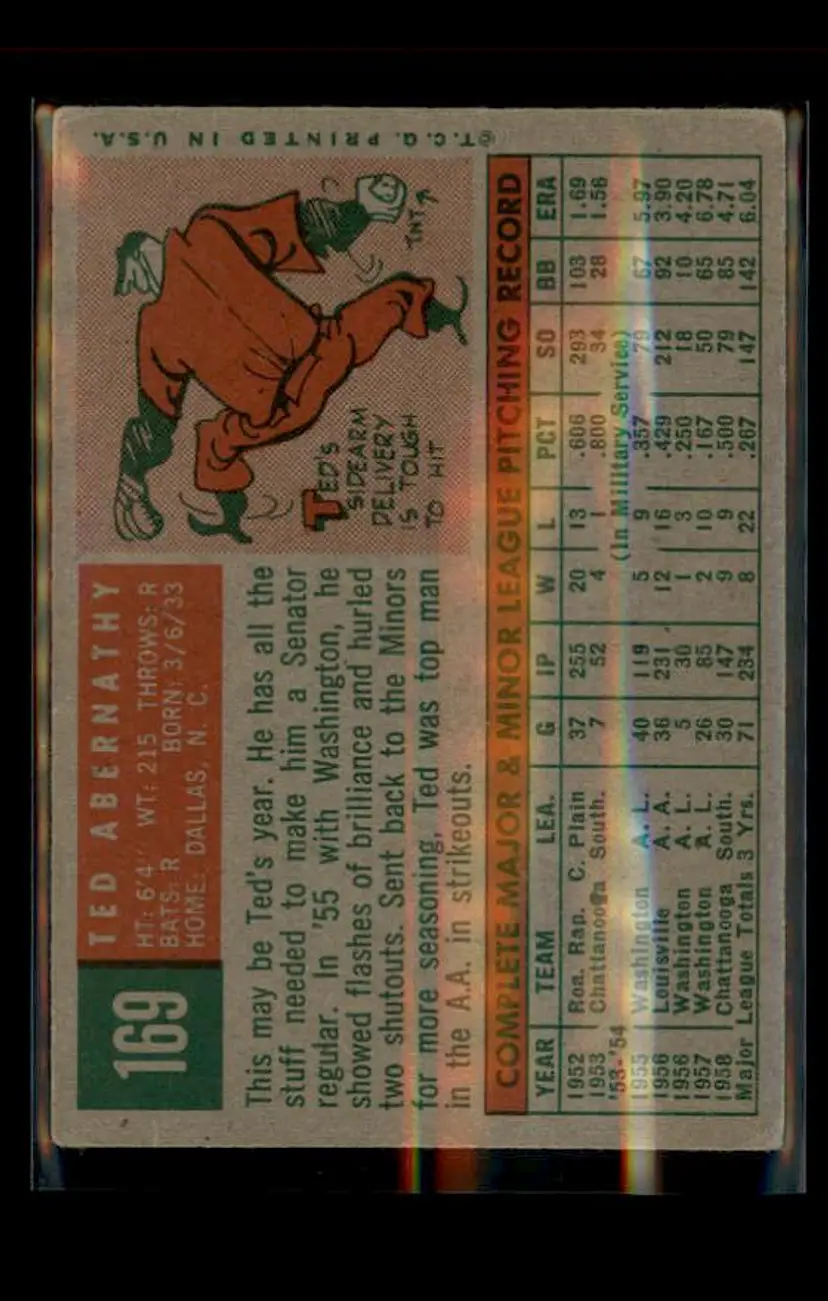 169
TED ABERNATHY
HT: 6'4" WT: 215 THROWS: R
BATS: R BORN: 3/6/33
HOME: DALLAS, N. C.
This may be Ted's year. He has all the
stuff needed to make him a Senator
regular. In '55 with Washington, he
showed flashes of brilliance and hurled
two shutouts. Sent back to the Minors
for more seasoning, Ted was top man
in the A.A. in strikeouts.
TED'S
SIDEARM
DELIVERY
IS TOUGH
TO HIT
TNT
©T.C.G. PRINTED IN U.S.A.
COMPLETE MAJOR & MINOR LEAGUE PITCHING RECORD
YEAR TEAM LEA. G IP W L PCT SO BB ERA
1952 Roa. Rap. C. Plain 37 255 20 13 .606 293 103 1.69
1953 Chattanooga South. 7 52 4 1 .800 34 28 1.56
'53-'54 (In Military Service)
1955 Washington A. L. 40 119 5 9 .357 79 67 5.97
1956 Louisville A. A. 36 231 12 16 .429 212 92 3.90
1956 Washington A. L. 5 30 1 3 .250 18 10 4.20
1957 Washington A. L. 26 85 2 10 .167 50 65 6.78
1958 Chattanooga South. 30 147 9 9 .500 79 85 4.71
Major League Totals 3 Yrs. 71 234 8 22 .267 147 142 6.04